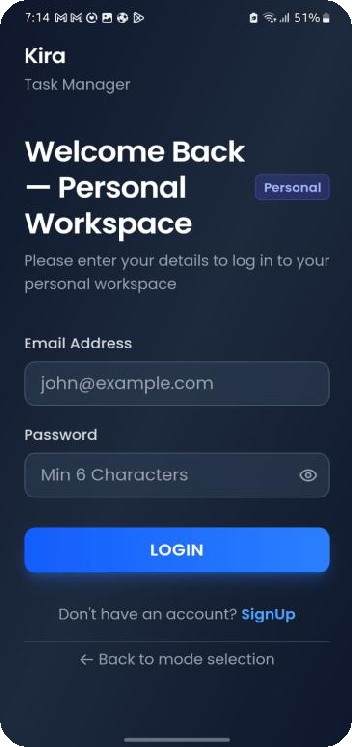 7:14 51%
Kira
Task Manager
Welcome Back
— Personal
Workspace
Personal
Please enter your details to log in to your
personal workspace
Email Address
john@example.com
Password
Min 6 Characters
LOGIN
Don't have an account? SignUp
← Back to mode selection